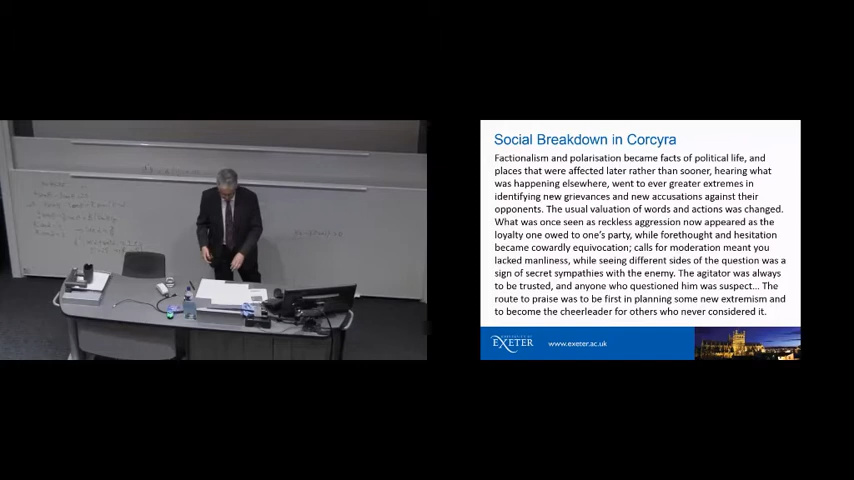 Social Breakdown in Corcyra
Factionalism and polarisation became facts of political life, and
places that were affected later rather than sooner, hearing what
was happening elsewhere, went to ever greater extremes in
identifying new grievances and new accusations against their
opponents. The usual valuation of words and actions was changed.
What was once seen as reckless aggression now appeared as the
loyalty one owed to one's party, while forethought and hesitation
became cowardly equivocation; calls for moderation meant you
lacked manliness, while seeing different sides of the question was a
sign of secret sympathies with the enemy. The agitator was always
to be trusted, and anyone who questioned him was suspect... The
route to praise was to be first in planning some new extremism and
to become the cheerleader for others who never considered it.
UNIVERSITY OF
EXETER
www.exeter.ac.uk